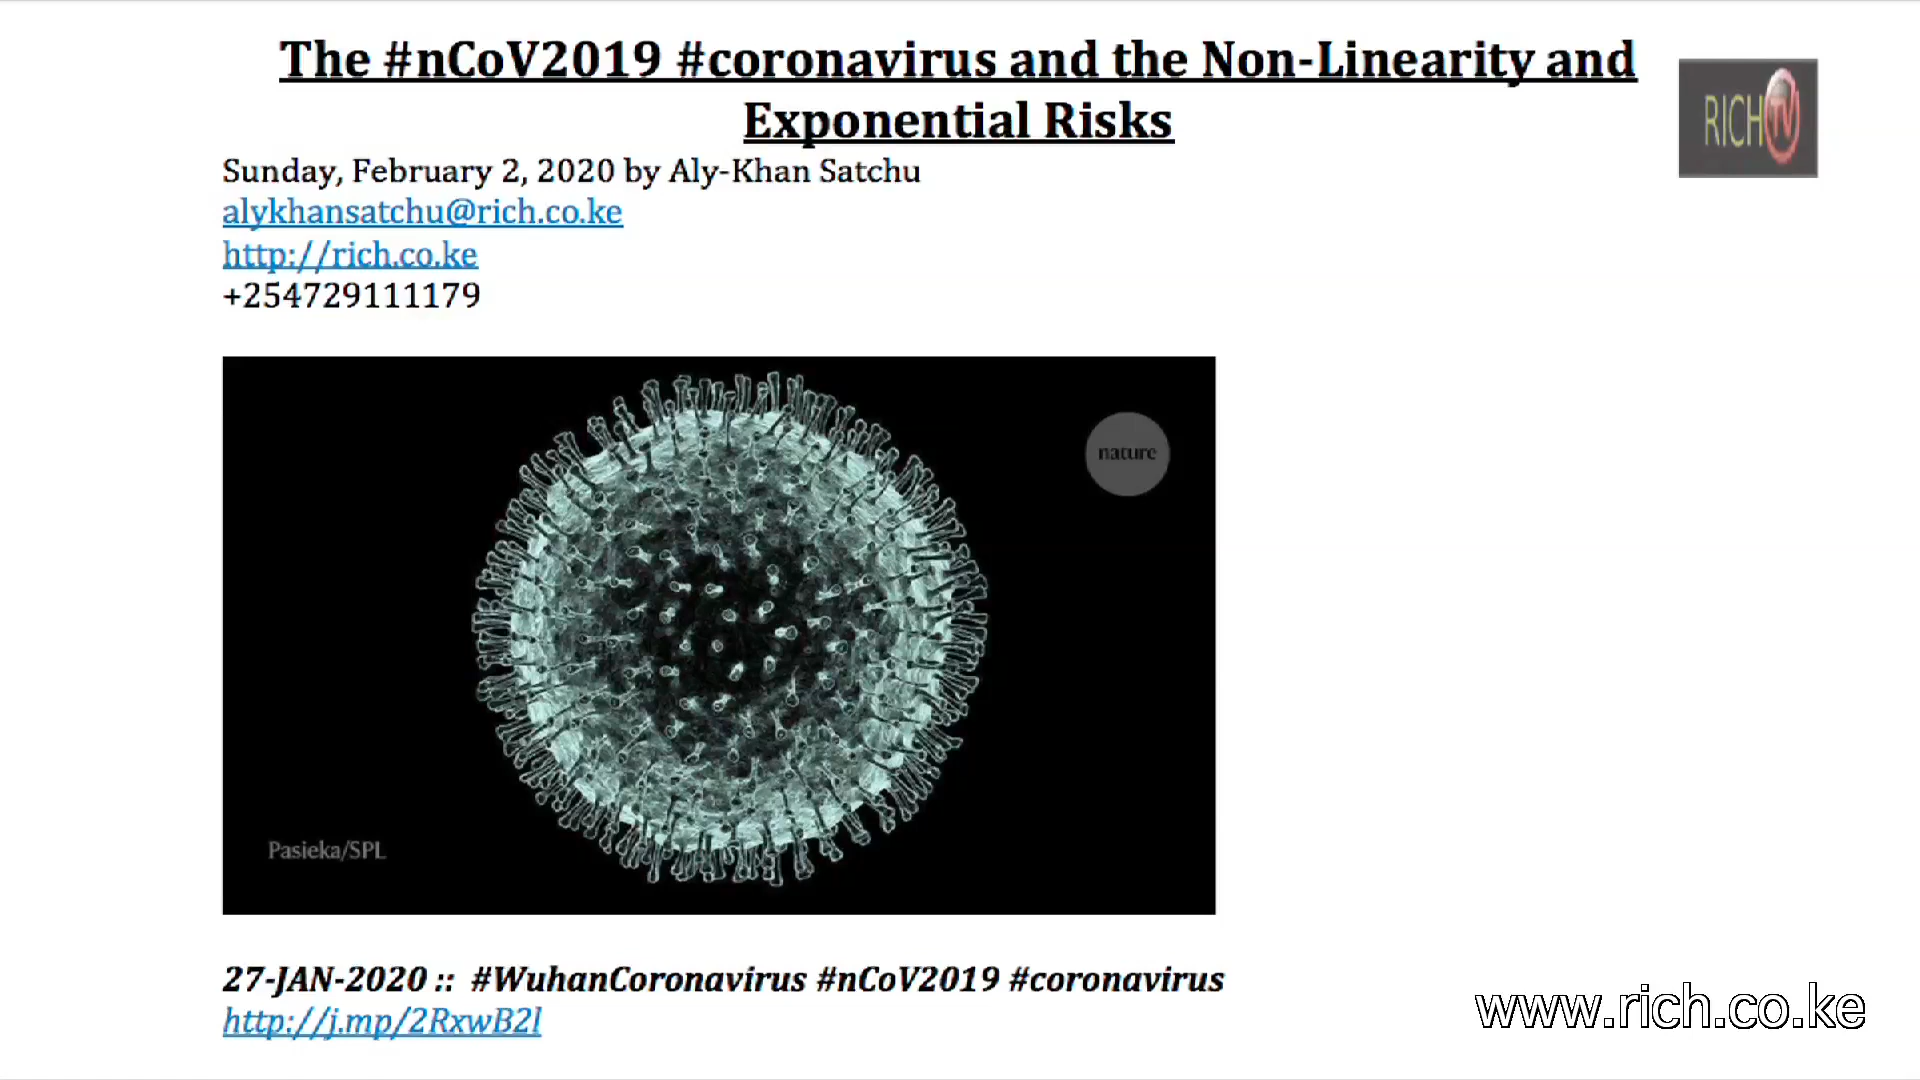 The #nCoV2019 #coronavirus and the Non-Linearity and
Exponential Risks
RICH TV
Sunday, February 2, 2020 by Aly-Khan Satchu
alykhansatchu@rich.co.ke
http://rich.co.ke
+254729111179
nature
Pasieka/SPL
27-JAN-2020 :: #WuhanCoronavirus #nCoV2019 #coronavirus
http://j.mp/2RxwB2l
www.rich.co.ke